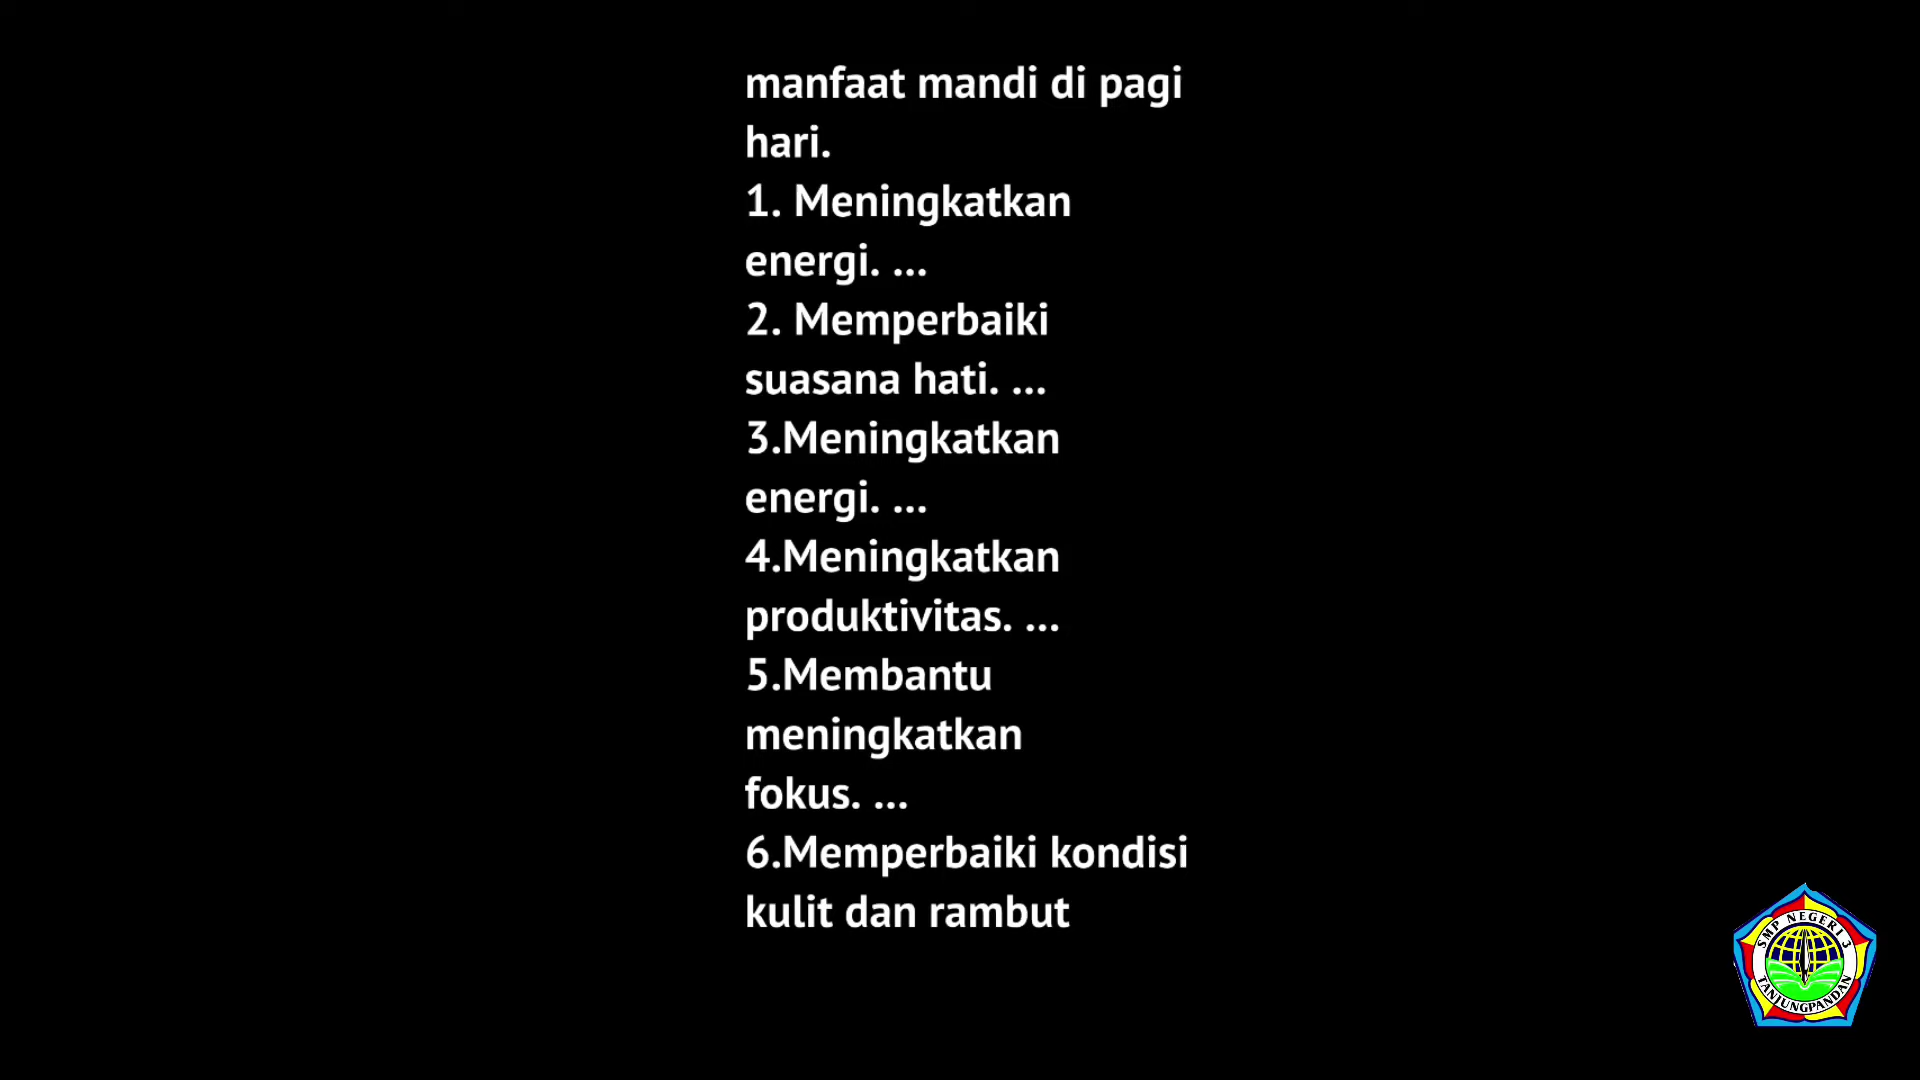 manfaat mandi di pagi
hari.
1. Meningkatkan
energi. ...
2. Memperbaiki
suasana hati. ...
3.Meningkatkan
energi. ...
4.Meningkatkan
produktivitas. ...
5.Membantu
meningkatkan
fokus. ...
6.Memperbaiki kondisi
kulit dan rambut
SMP NEGERI 3
TANJUNGPANDAN